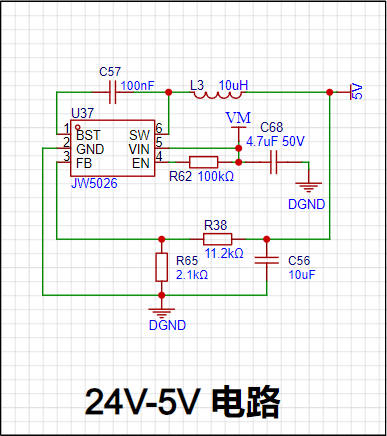 C57
100nF
L3 10uH
5V
U37
1 BST SW 6
2 GND VIN 5
3 FB EN 4
JW5026
VM
C68
4.7uF 50V
R62 100kΩ
DGND
R38
11.2kΩ
R65
2.1kΩ
C56
10uF
DGND
24V-5V 电路